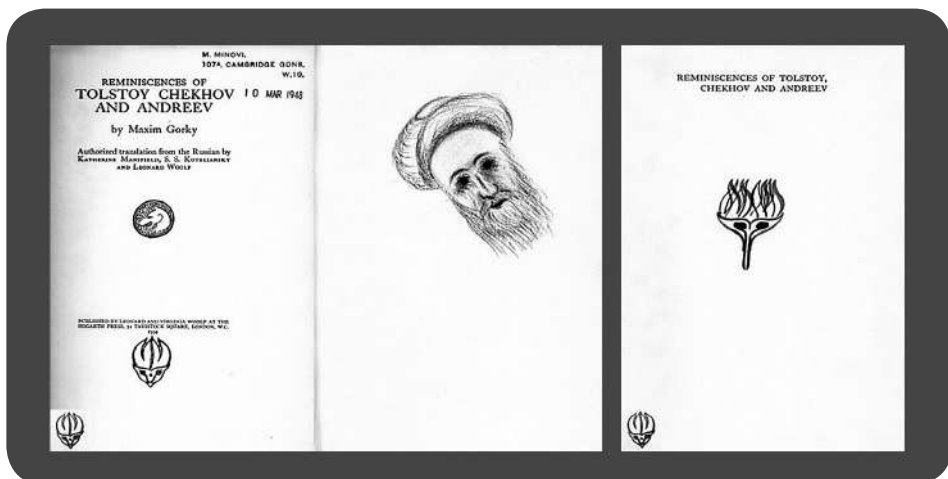 M. MINOVI,
107A, CAMBRIDGE GDNS,
W.10.
REMINISCENCES OF
TOLSTOY CHEKHOV
10 MAR 1948
AND ANDREEV
by Maxim Gorky
Authorized translation from the Russian by
KATHERINE MANSFIELD, S. S. KOTELIANSKY
AND LEONARD WOOLF
PUBLISHED BY LEONARD AND VIRGINIA WOOLF AT THE
HOGARTH PRESS, 52 TAVISTOCK SQUARE, LONDON, W.C.
1934
REMINISCENCES OF TOLSTOY,
CHEKHOV AND ANDREEV